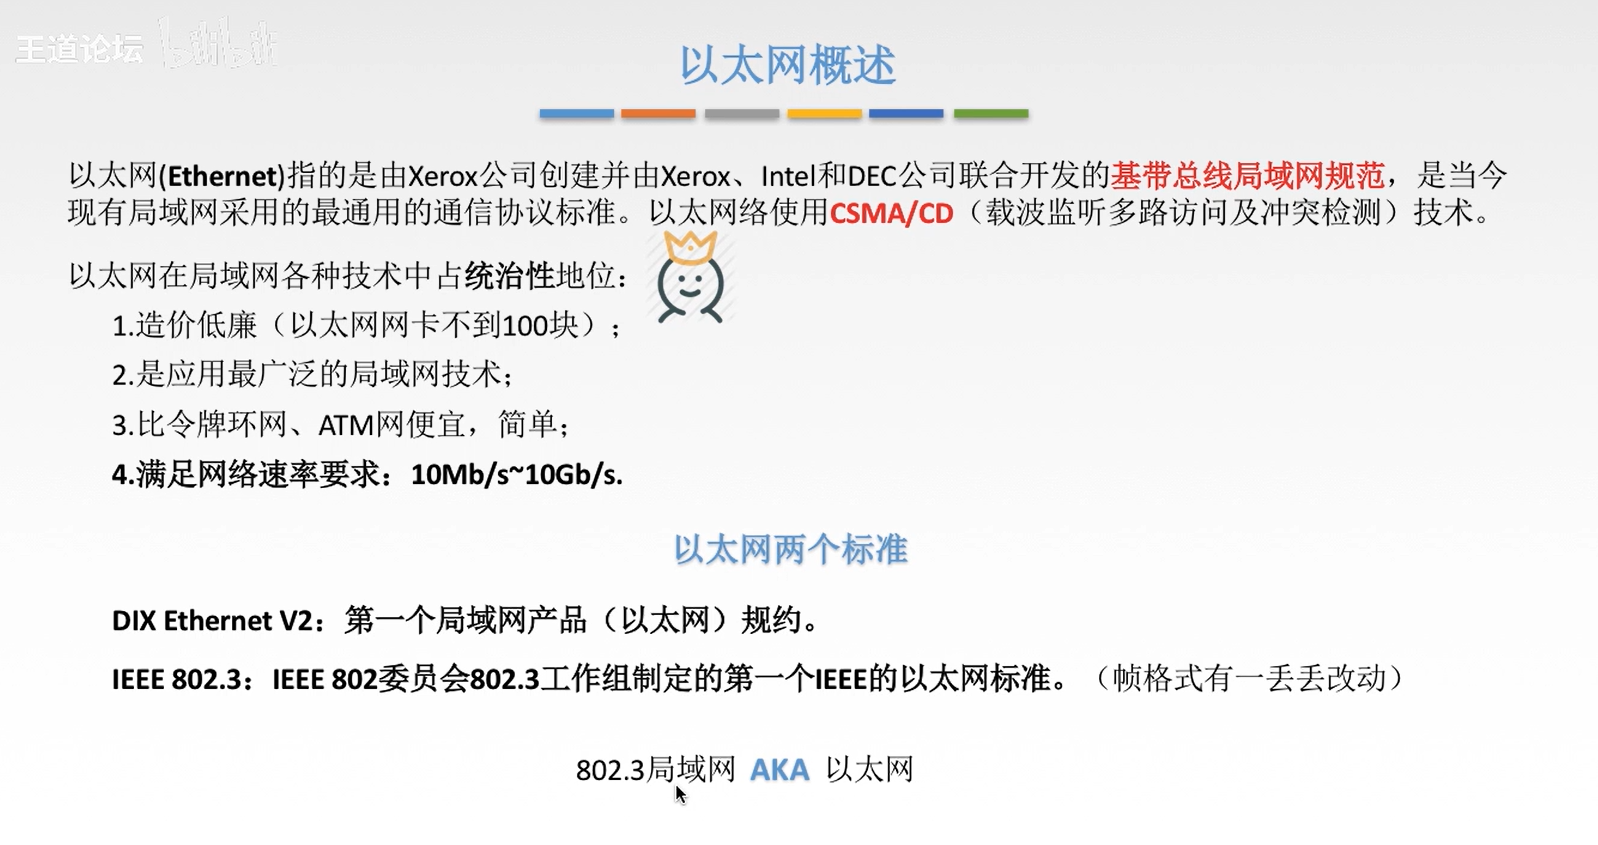 王道论坛 bilibili
以太网概述
以太网(Ethernet)指的是由Xerox公司创建并由Xerox、Intel和DEC公司联合开发的基带总线局域网规范，是当今
现有局域网采用的最通用的通信协议标准。以太网络使用CSMA/CD（载波监听多路访问及冲突检测）技术。
以太网在局域网各种技术中占统治性地位：
1.造价低廉（以太网网卡不到100块）；
2.是应用最广泛的局域网技术；
3.比令牌环网、ATM网便宜，简单；
4.满足网络速率要求：10Mb/s~10Gb/s.
以太网两个标准
DIX Ethernet V2：第一个局域网产品（以太网）规约。
IEEE 802.3：IEEE 802委员会802.3工作组制定的第一个IEEE的以太网标准。（帧格式有一丢丢改动）
802.3局域网 AKA 以太网